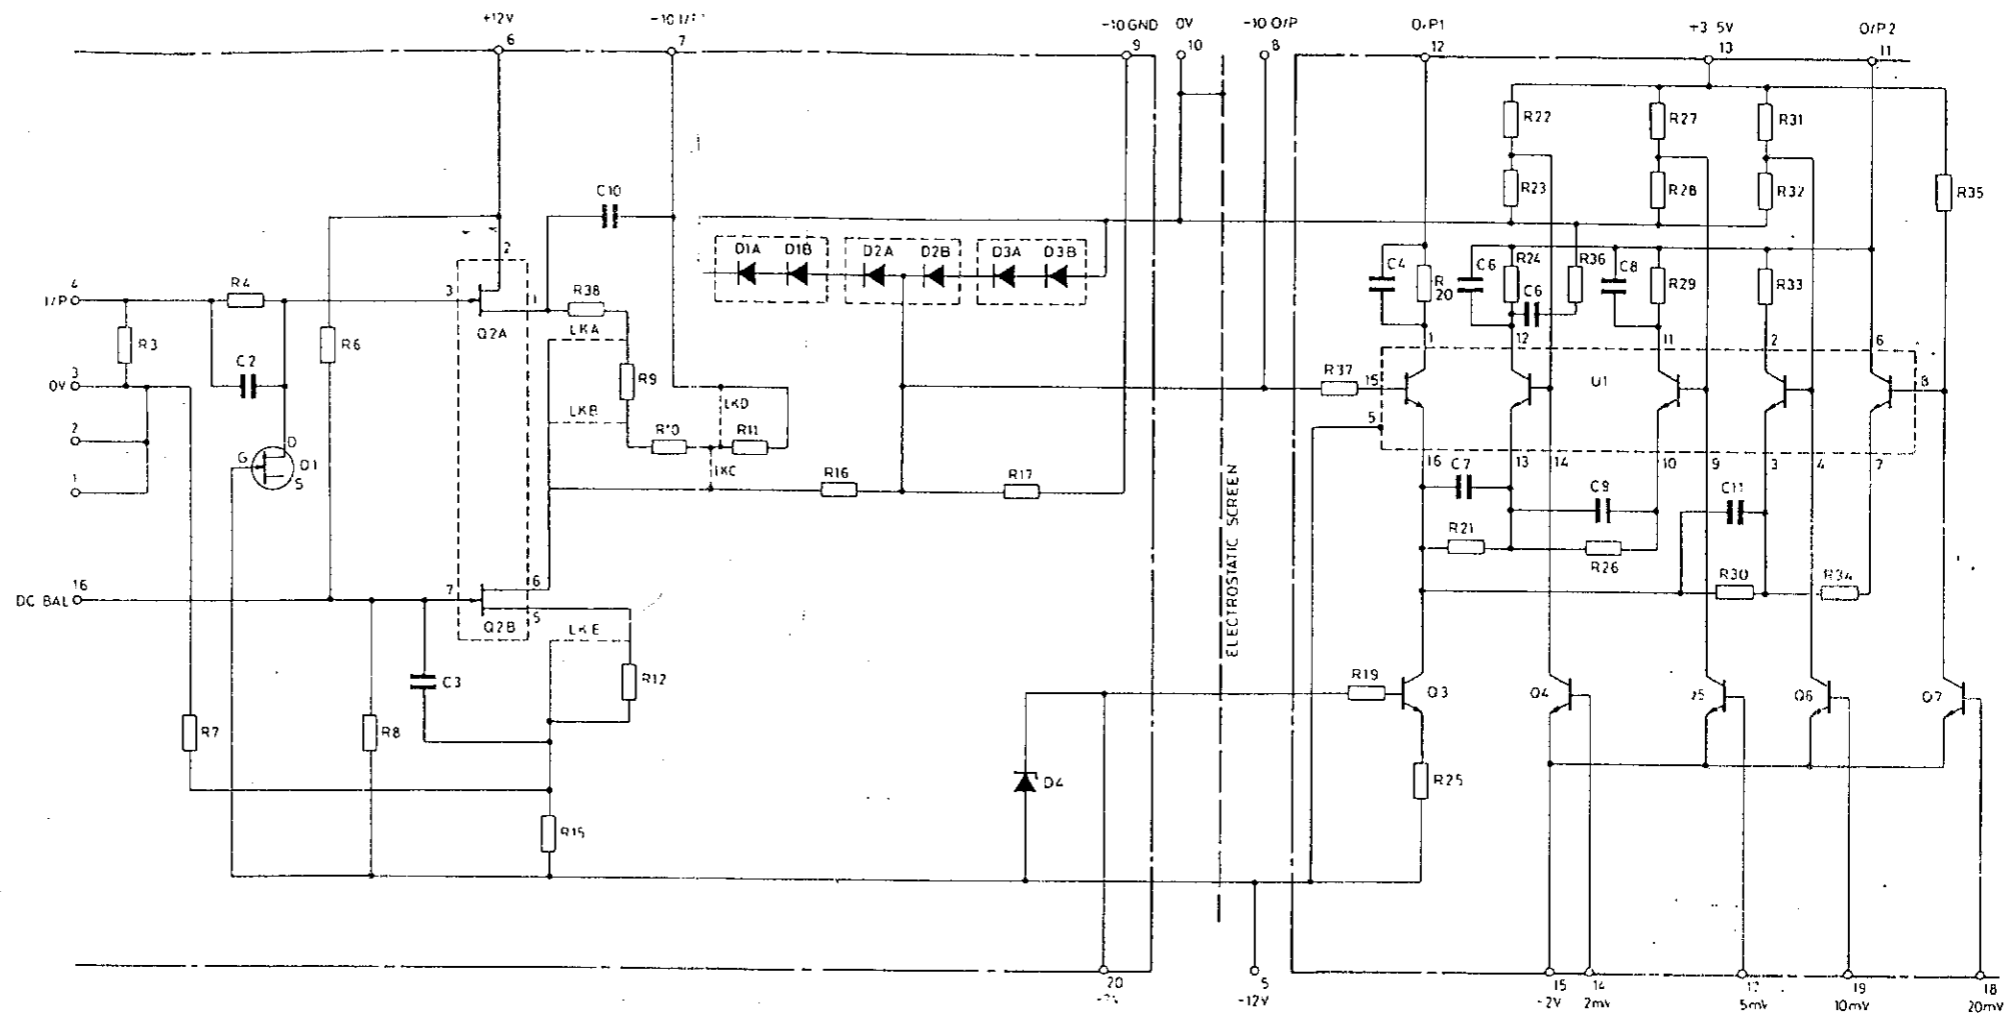 +12V
-10 GND
0V
-10 O/P
O/P1
+3 5V
O/P2
6
7
9
10
8
12
13
11
R22
R27
R31
C10
R23
R28
R32
R35
2
D1A
D1B
D2A
D2B
D3A
D3B
4
I/P
R4
3
1
R38
C4
R
20
C6
R24
C6
R36
C8
R29
R33
R3
R6
Q2A
LKA
1
12
11
2
6
C2
3
0V
R9
LKD
R37
15
U1
8
2
LKB
R10
R11
5
D
G
S
1
LKC
R16
R17
16
C7
13
14
10
9
3
4
7
ELECTROSTATIC SCREEN
C9
C11
R21
R26
R30
R34
16
DC BAL
7
6
Q2B
5
LKE
C3
R12
R19
Q3
Q4
Q6
Q7
R7
R8
D4
R25
R15
20
5
-12V
15
-2V
14
2mV
5mV
19
10mV
18
20mV